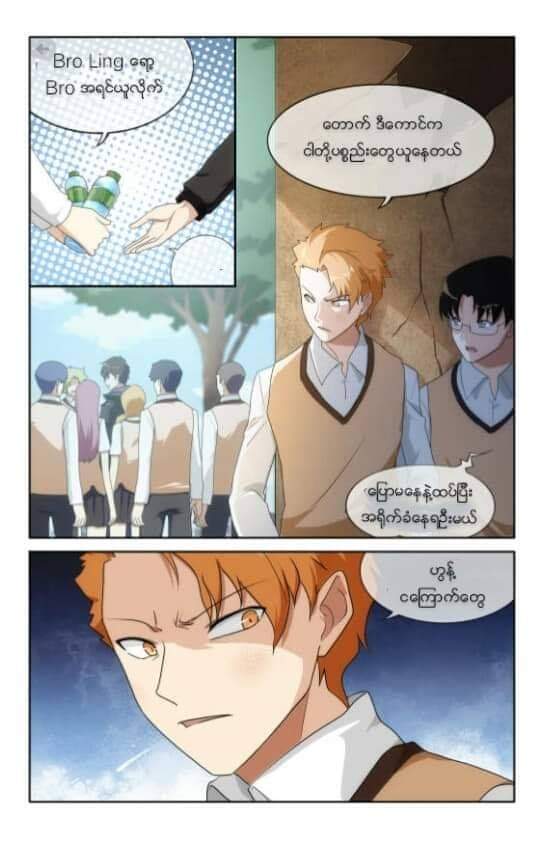 Bro Ling ရော့
Bro အရင်ယူလိုက်
တောက် ဒီကောင်က
ငါတို့ပစ္စည်းတွေယူနေတယ်
ပြောမနေနဲ့ထပ်ပြီး
အရိုက်ခံနေရဦးမယ်
ဟွန့်
ငကြောက်တွေ